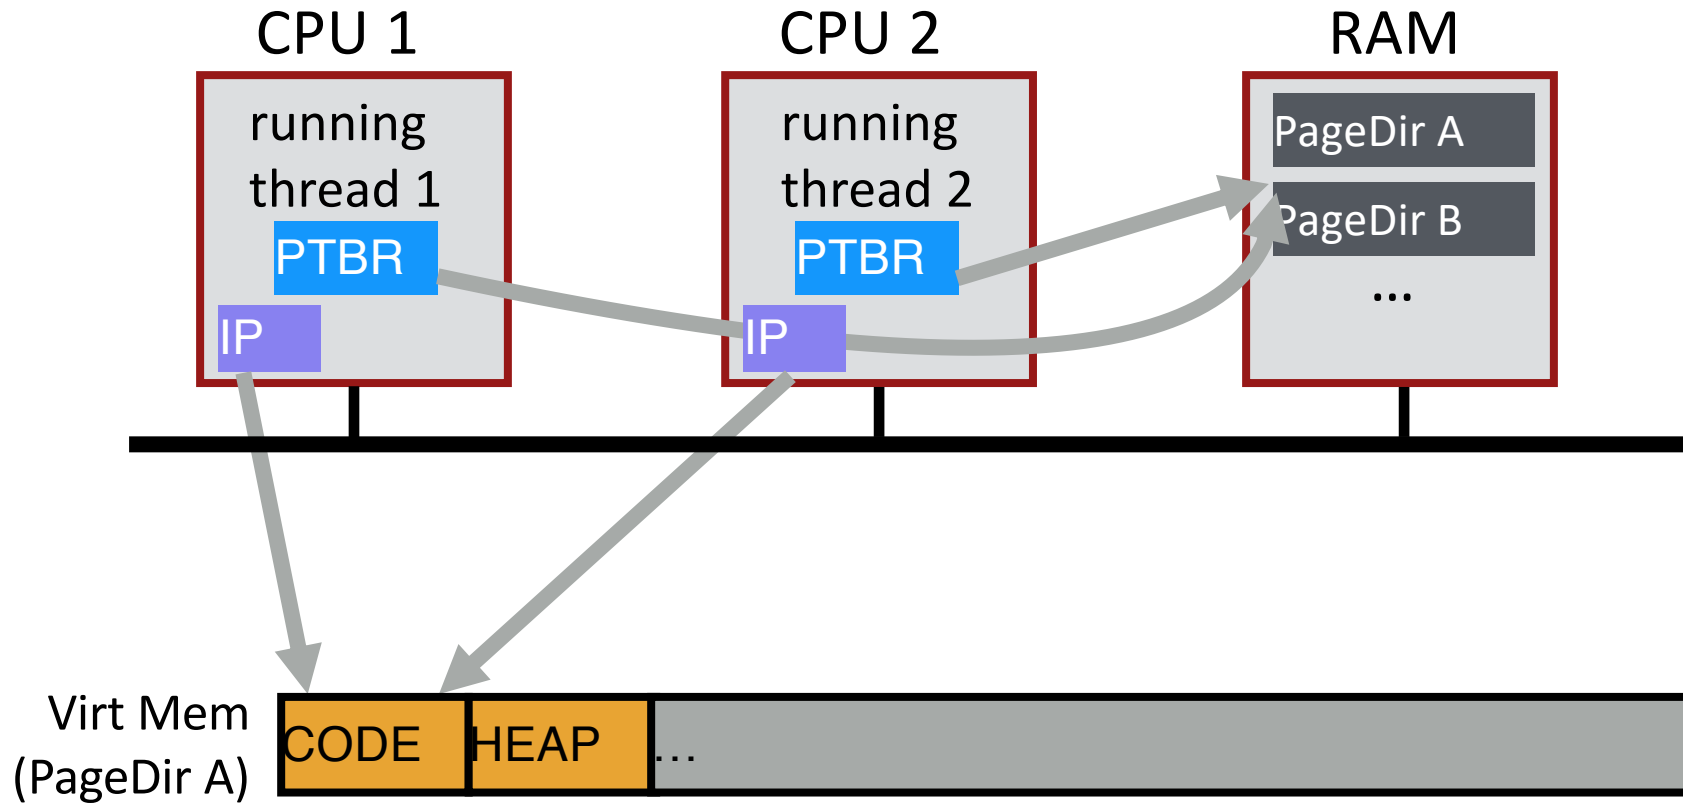 CPU 1
CPU 2
RAM
running
thread 1
PTBR
IP
running
thread 2
PTBR
IP
PageDir A
PageDir B
...
Virt Mem
(PageDir A)
CODE
HEAP
...